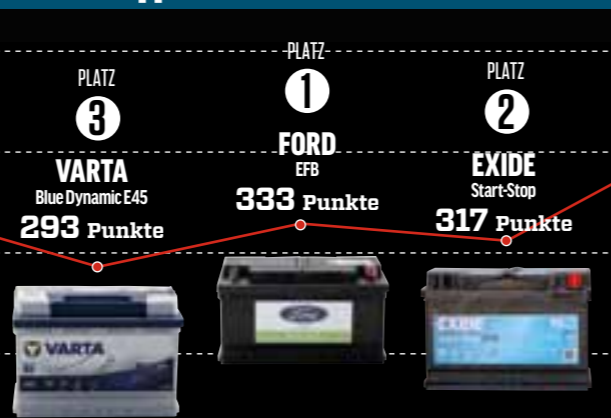 PLATZ
3
VARTA
Blue Dynamic E45
293 Punkte
PLATZ
1
FORD
EFB
333 Punkte
PLATZ
2
EXIDE
Start-Stop
317 Punkte
VARTA
Ford
EXIDE